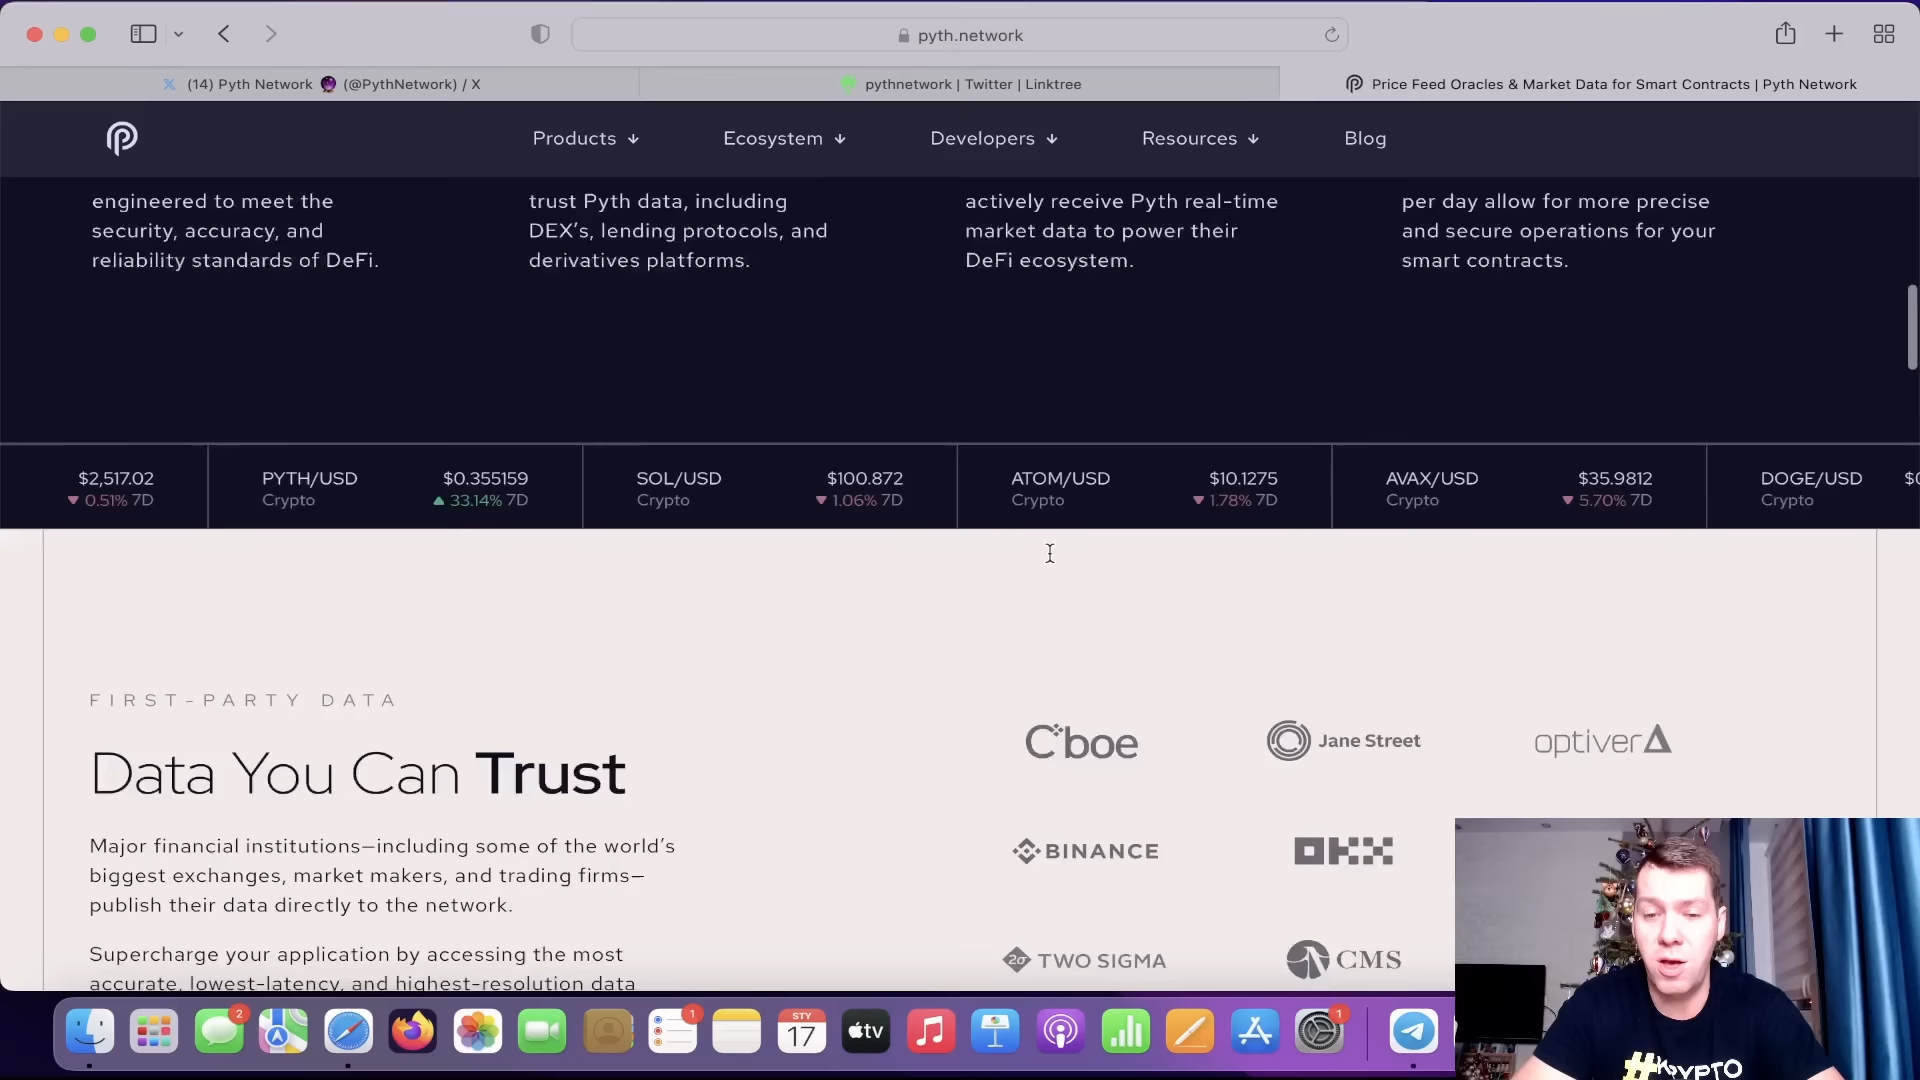 pyth.network
(14) Pyth Network (@PythNetwork) / X
pythnetwork | Twitter | Linktree
Price Feed Oracles & Market Data for Smart Contracts | Pyth Network
Products
Ecosystem
Developers
Resources
Blog
engineered to meet the
security, accuracy, and
reliability standards of DeFi.
trust Pyth data, including
DEX's, lending protocols, and
derivatives platforms.
actively receive Pyth real-time
market data to power their
DeFi ecosystem.
per day allow for more precise
and secure operations for your
smart contracts.
$2,517.02
0.51% 7D
PYTH/USD $0.355159
Crypto 33.14% 7D
SOL/USD $100.872
Crypto 1.06% 7D
ATOM/USD $10.1275
Crypto 1.78% 7D
AVAX/USD $35.9812
Crypto 5.70% 7D
DOGE/USD
Crypto
FIRST-PARTY DATA
Data You Can Trust
Major financial institutions—including some of the world's
biggest exchanges, market makers, and trading firms—
publish their data directly to the network.
Supercharge your application by accessing the most
accurate, lowest-latency, and highest-resolution data
Cboe
Jane Street
optiver
BINANCE
OKX
2σ TWO SIGMA
CMS
2
1
STY
17
tv
1
#KRYPTO